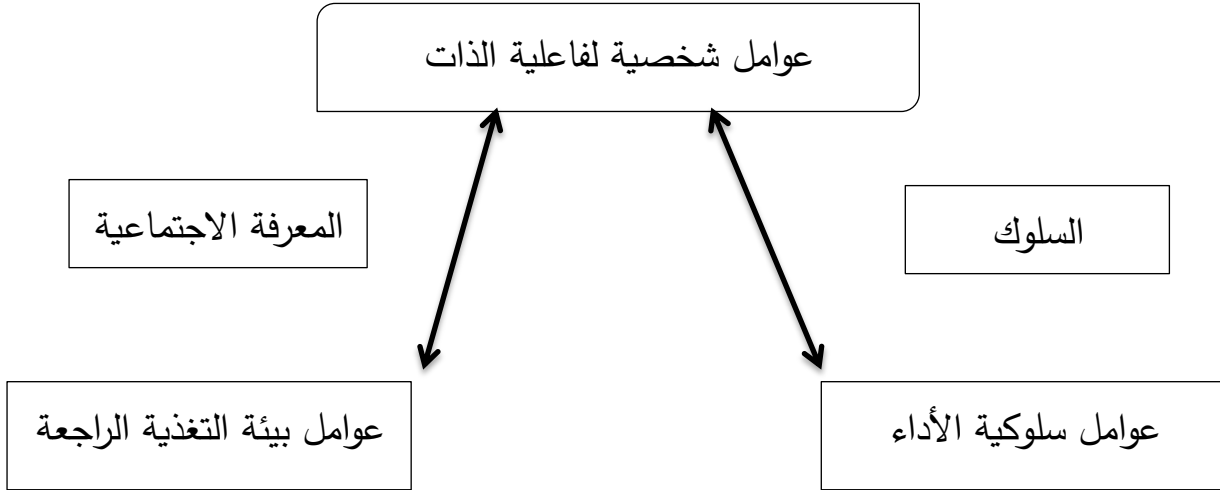 عوامل شخصية لفاعلية الذات
السلوك
المعرفة الاجتماعية
عوامل سلوكية الأداء
عوامل بيئة التغذية الراجعة